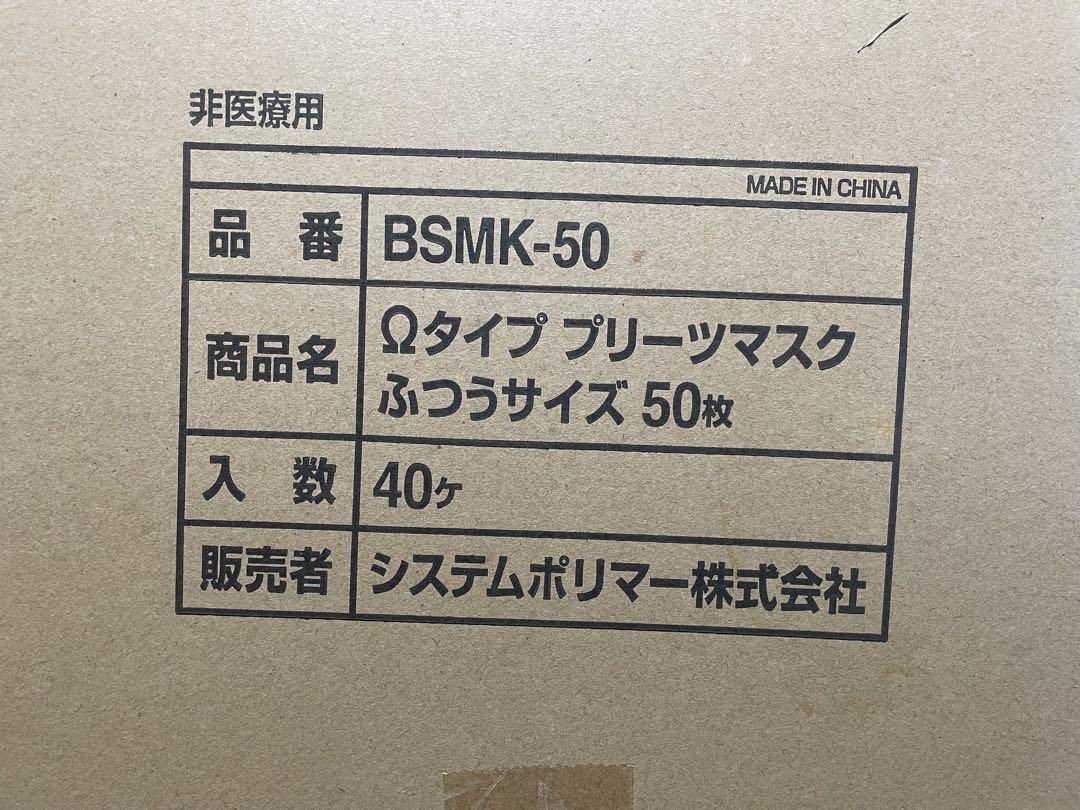 非医療用
MADE IN CHINA
品 番 BSMK-50
商品名 Ωタイプ プリーツマスク
ふつうサイズ 50枚
入 数 40ケ
販売者 システムポリマー株式会社